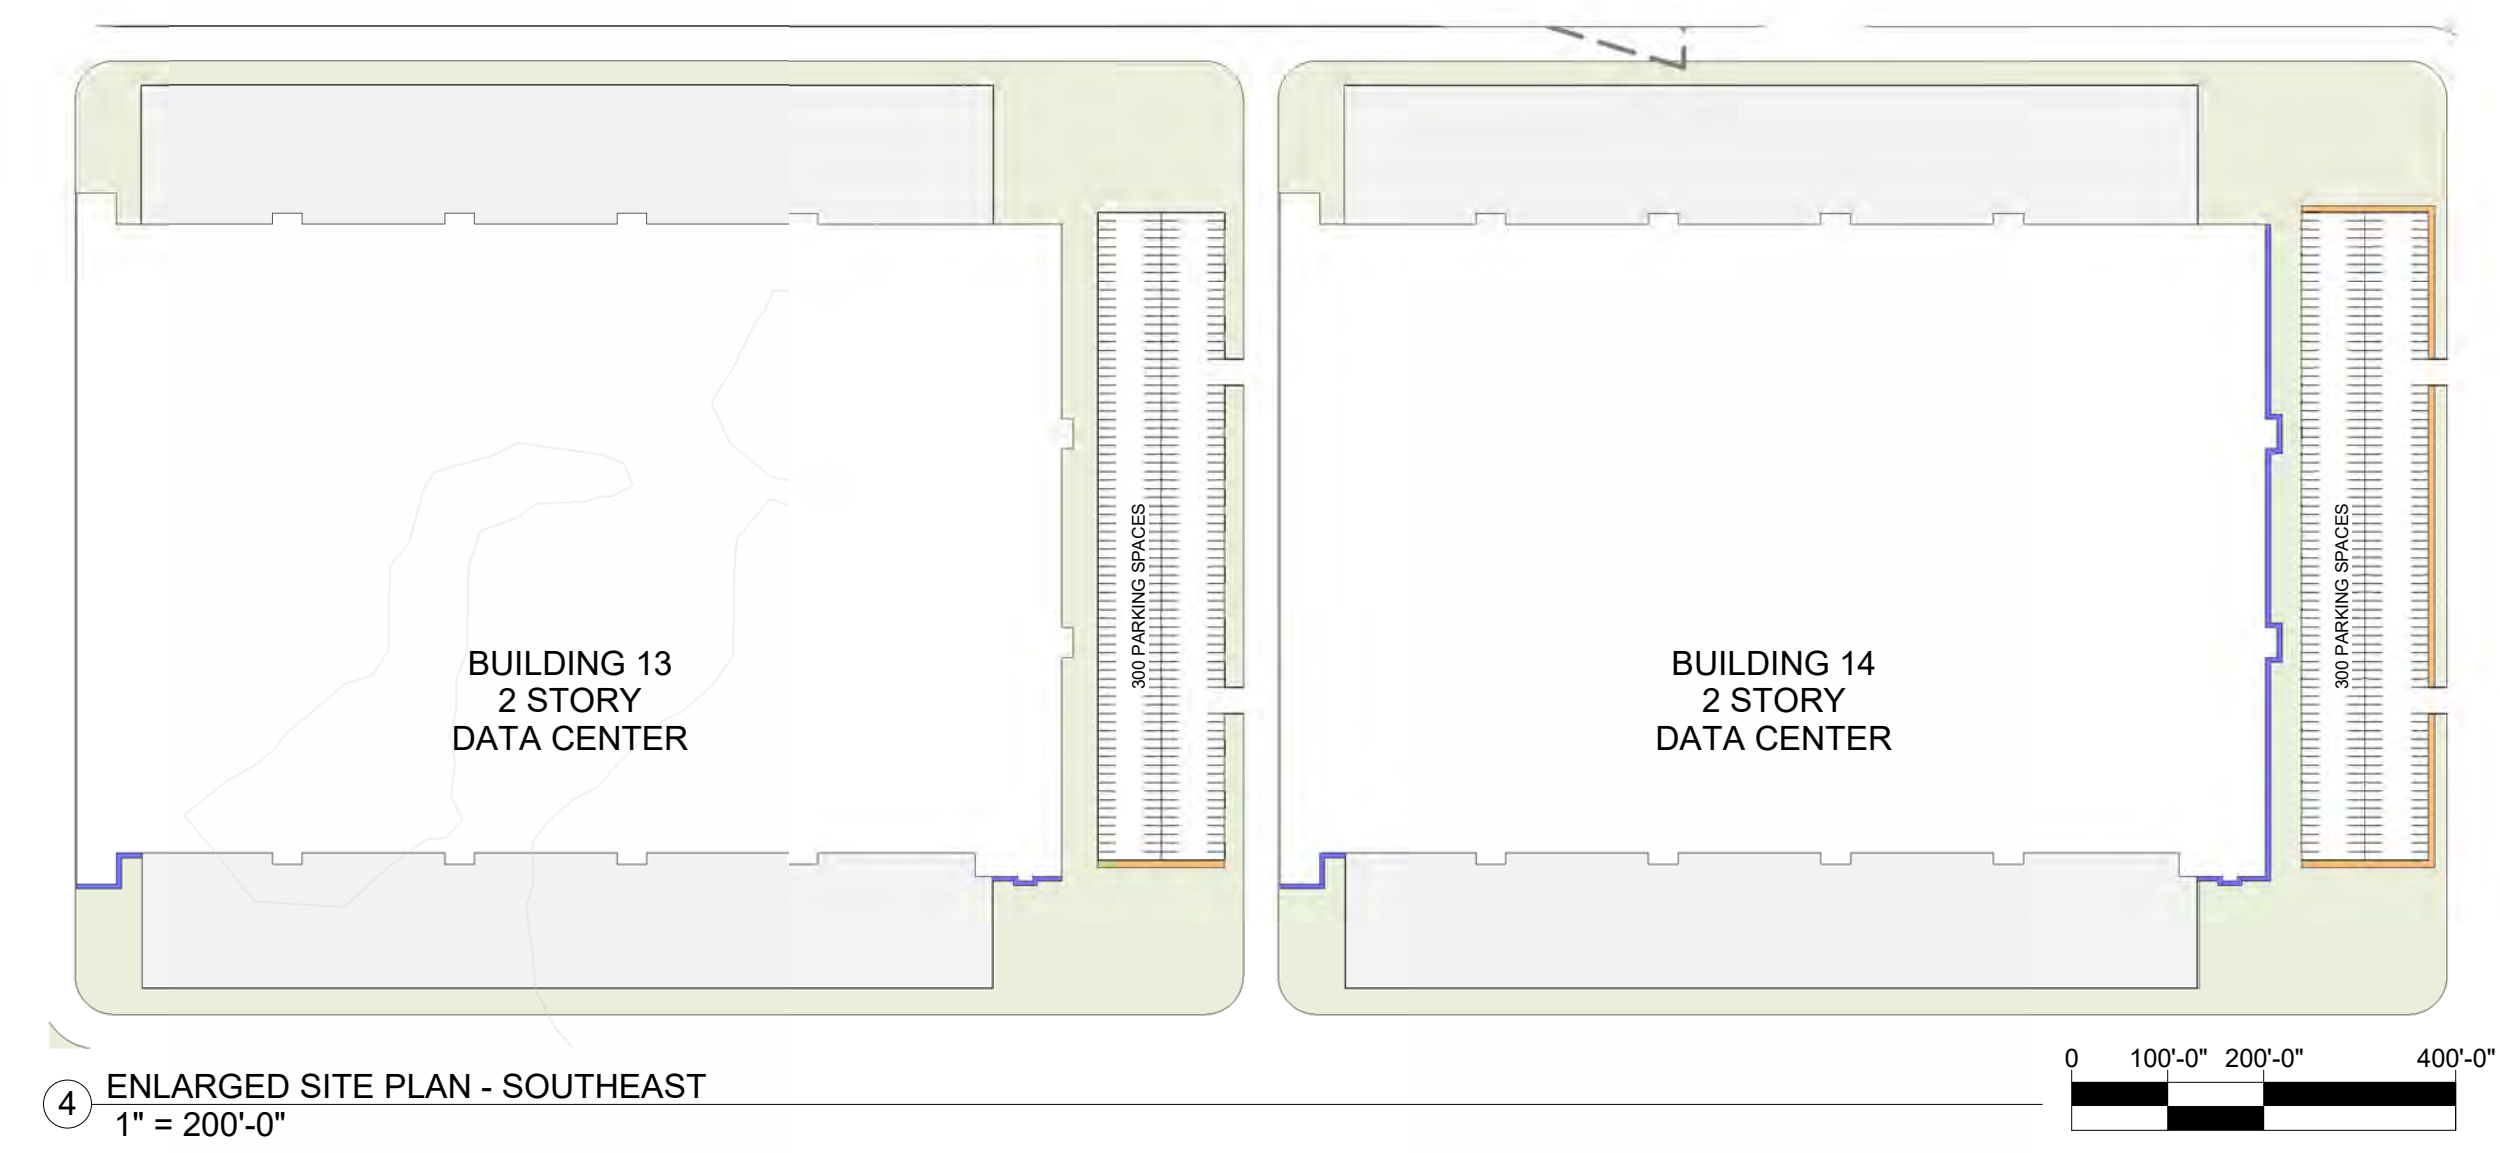 BUILDING 13
2 STORY
DATA CENTER
300 PARKING SPACES
BUILDING 14
2 STORY
DATA CENTER
300 PARKING SPACES
4
ENLARGED SITE PLAN - SOUTHEAST
1" = 200'-0"
0 100'-0" 200'-0" 400'-0"